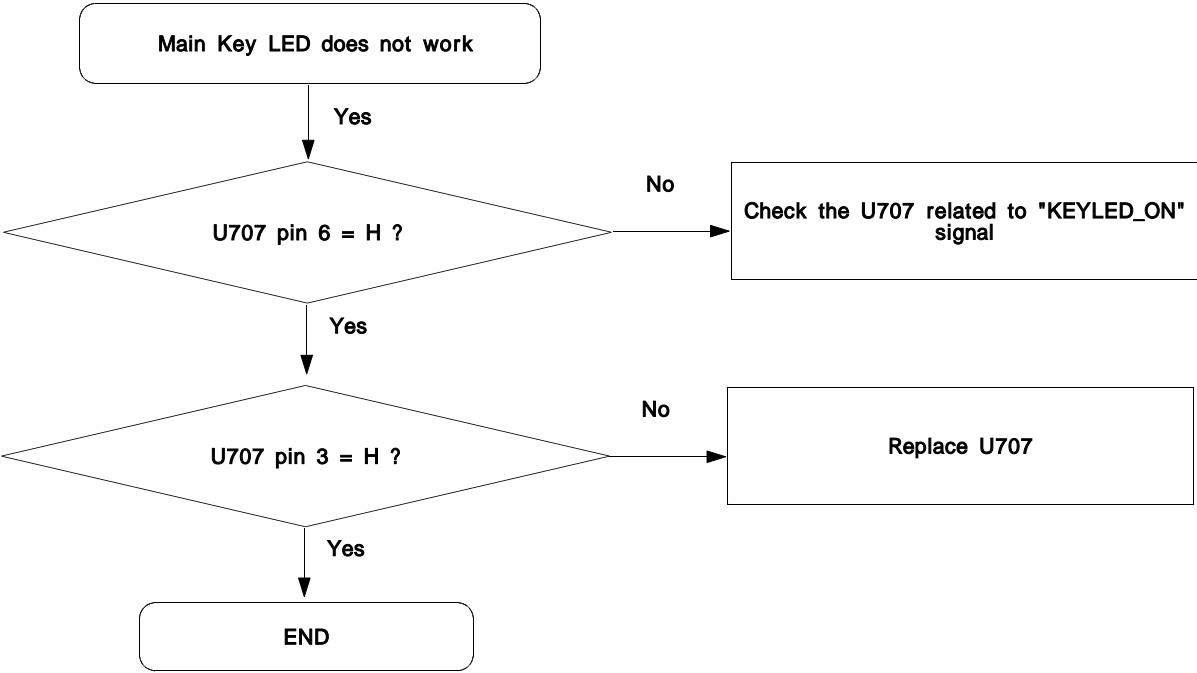 Main Key LED does not work
Yes
U707 pin 6 = H ?
No
Check the U707 related to "KEYLED_ON"
signal
Yes
U707 pin 3 = H ?
No
Replace U707
Yes
END